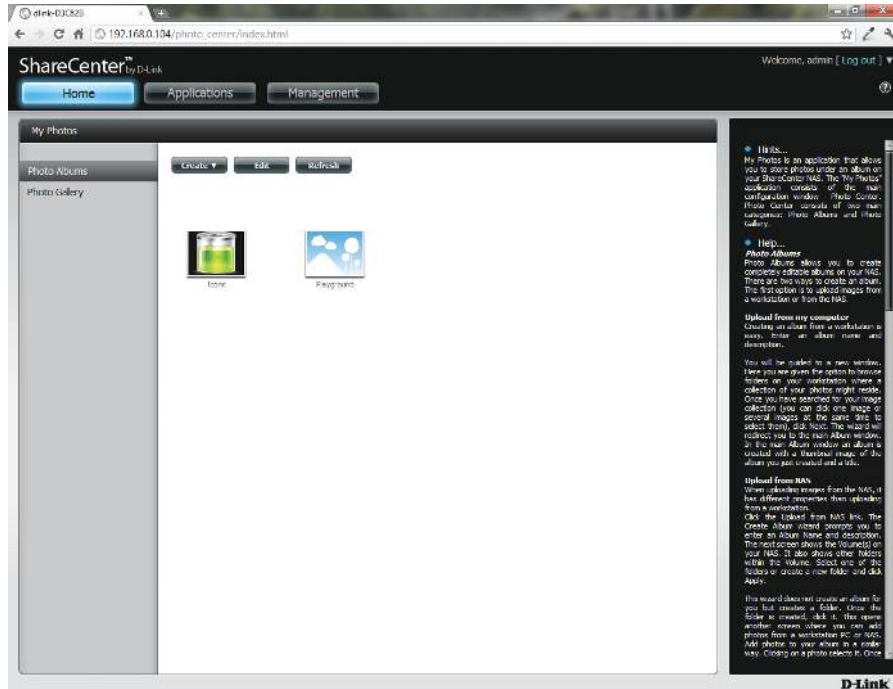 dlink-D3C82B
192.168.0.104/photo_center/index.html
ShareCenter™ by D-Link
Welcome, admin [ Log out ] ▼
Home
Applications
Management
My Photos
Photo Albums
Photo Gallery
Create ▼
Edit
Refresh
Icons
Playground
Hints...
My Photos is an application that allows
you to store photos under an album on
your ShareCenter NAS. The "My Photos"
application consists of the main
configuration window Photo Center.
Photo Center consists of two main
categories: Photo Albums and Photo
Gallery.
Help...
Photo Albums
Photo Albums allows you to create
completely editable albums on your NAS.
There are two ways to create an album.
The first option is to upload images from
a workstation or from the NAS.
Upload from my computer
Creating an album from a workstation is
easy. Enter an album name and
description.
You will be guided to a new window.
Here you are given the option to browse
folders on your workstation where a
collection of your photos might reside.
Once you have searched for your image
collection (you can click one image or
several images at the same time to
select them), click Next. The wizard will
redirect you to the main Album window.
In the main Album window an album is
created with a thumbnail image of the
album you just created and a title.
Upload from NAS
When uploading images from the NAS, it
has different properties than uploading
from a workstation.
Click the Upload from NAS link. The
Create Album wizard prompts you to
enter an Album Name and description.
The next screen shows the Volume(s) on
your NAS. It also shows other folders
within the Volume. Select one of the
folders or create a new folder and click
Apply.
This wizard does not create an album for
you but creates a folder. Once the
folder is created, click it. This opens
another screen where you can add
photos from a workstation PC or NAS.
Add photos to your album in a similar
way. Clicking on a photo selects it. Once
D-Link